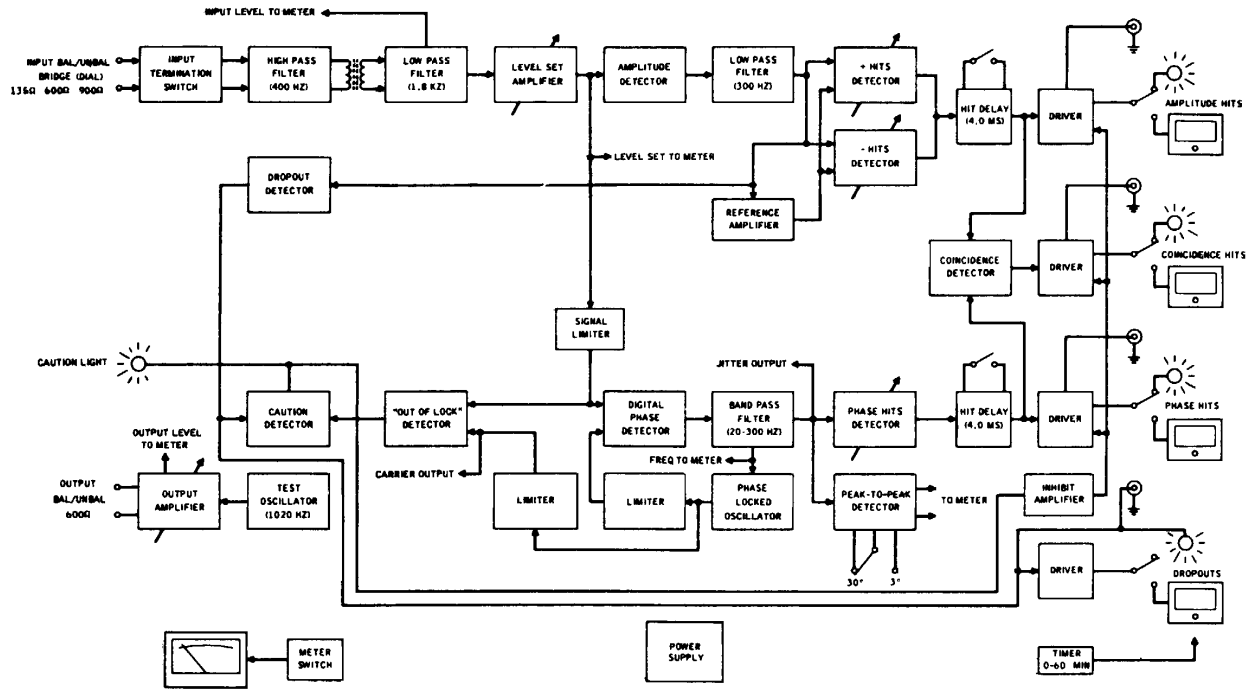 INPUT LEVEL TO METER
INPUT BAL/UNBAL
BRIDGE (DIAL)
135Ω 600Ω 900Ω
INPUT
TERMINATION
SWITCH
HIGH PASS
FILTER
(400 HZ)
LOW PASS
FILTER
(1.8 KZ)
LEVEL SET
AMPLIFIER
AMPLITUDE
DETECTOR
LOW PASS
FILTER
(300 HZ)
+ HITS
DETECTOR
HIT DELAY
(4.0 MS)
DRIVER
AMPLITUDE HITS
- HITS
DETECTOR
LEVEL SET TO METER
DROPOUT
DETECTOR
REFERENCE
AMPLIFIER
COINCIDENCE
DETECTOR
DRIVER
COINCIDENCE HITS
SIGNAL
LIMITER
CAUTION LIGHT
JITTER OUTPUT
CAUTION
DETECTOR
"OUT OF LOCK"
DETECTOR
DIGITAL
PHASE
DETECTOR
BAND PASS
FILTER
(20-300 HZ)
PHASE HITS
DETECTOR
HIT DELAY
(4.0 MS)
DRIVER
PHASE HITS
OUTPUT LEVEL
TO METER
CARRIER OUTPUT
FREQ TO METER
OUTPUT
BAL/UNBAL
600Ω
OUTPUT
AMPLIFIER
TEST
OSCILLATOR
(1020 HZ)
LIMITER
LIMITER
PHASE
LOCKED
OSCILLATOR
PEAK-TO-PEAK
DETECTOR
TO METER
INHIBIT
AMPLIFIER
30°
3°
DRIVER
DROPOUTS
METER
SWITCH
POWER
SUPPLY
TIMER
0-60 MIN